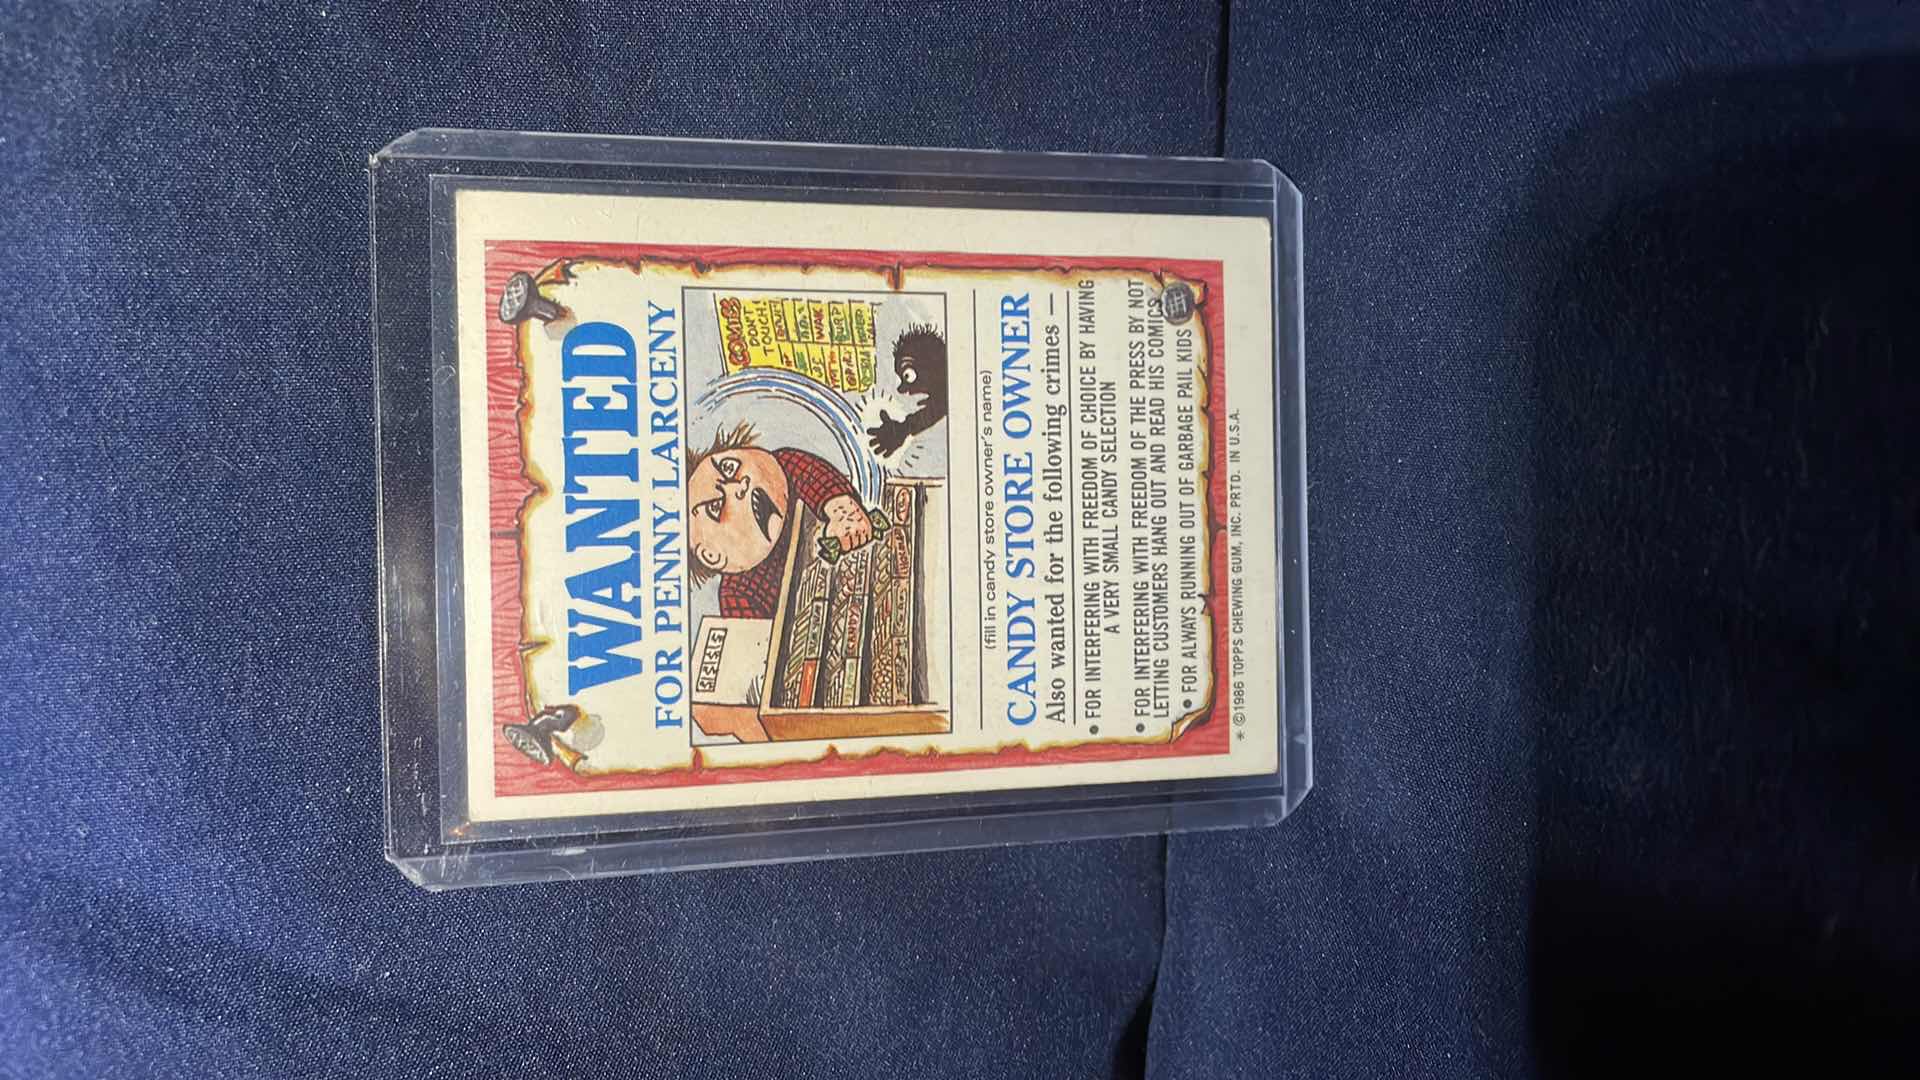 WANTED
FOR PENNY LARCENY
COMICS
DON'T
TOUCH!
$ $ $ $ $
CANDY
(fill in candy store owner's name)
CANDY STORE OWNER
Also wanted for the following crimes —
• FOR INTERFERING WITH FREEDOM OF CHOICE BY HAVING
A VERY SMALL CANDY SELECTION
• FOR INTERFERING WITH FREEDOM OF THE PRESS BY NOT
LETTING CUSTOMERS HANG OUT AND READ HIS COMICS
• FOR ALWAYS RUNNING OUT OF GARBAGE PAIL KIDS
* © 1986 TOPPS CHEWING GUM, INC. PRTD. IN U.S.A.